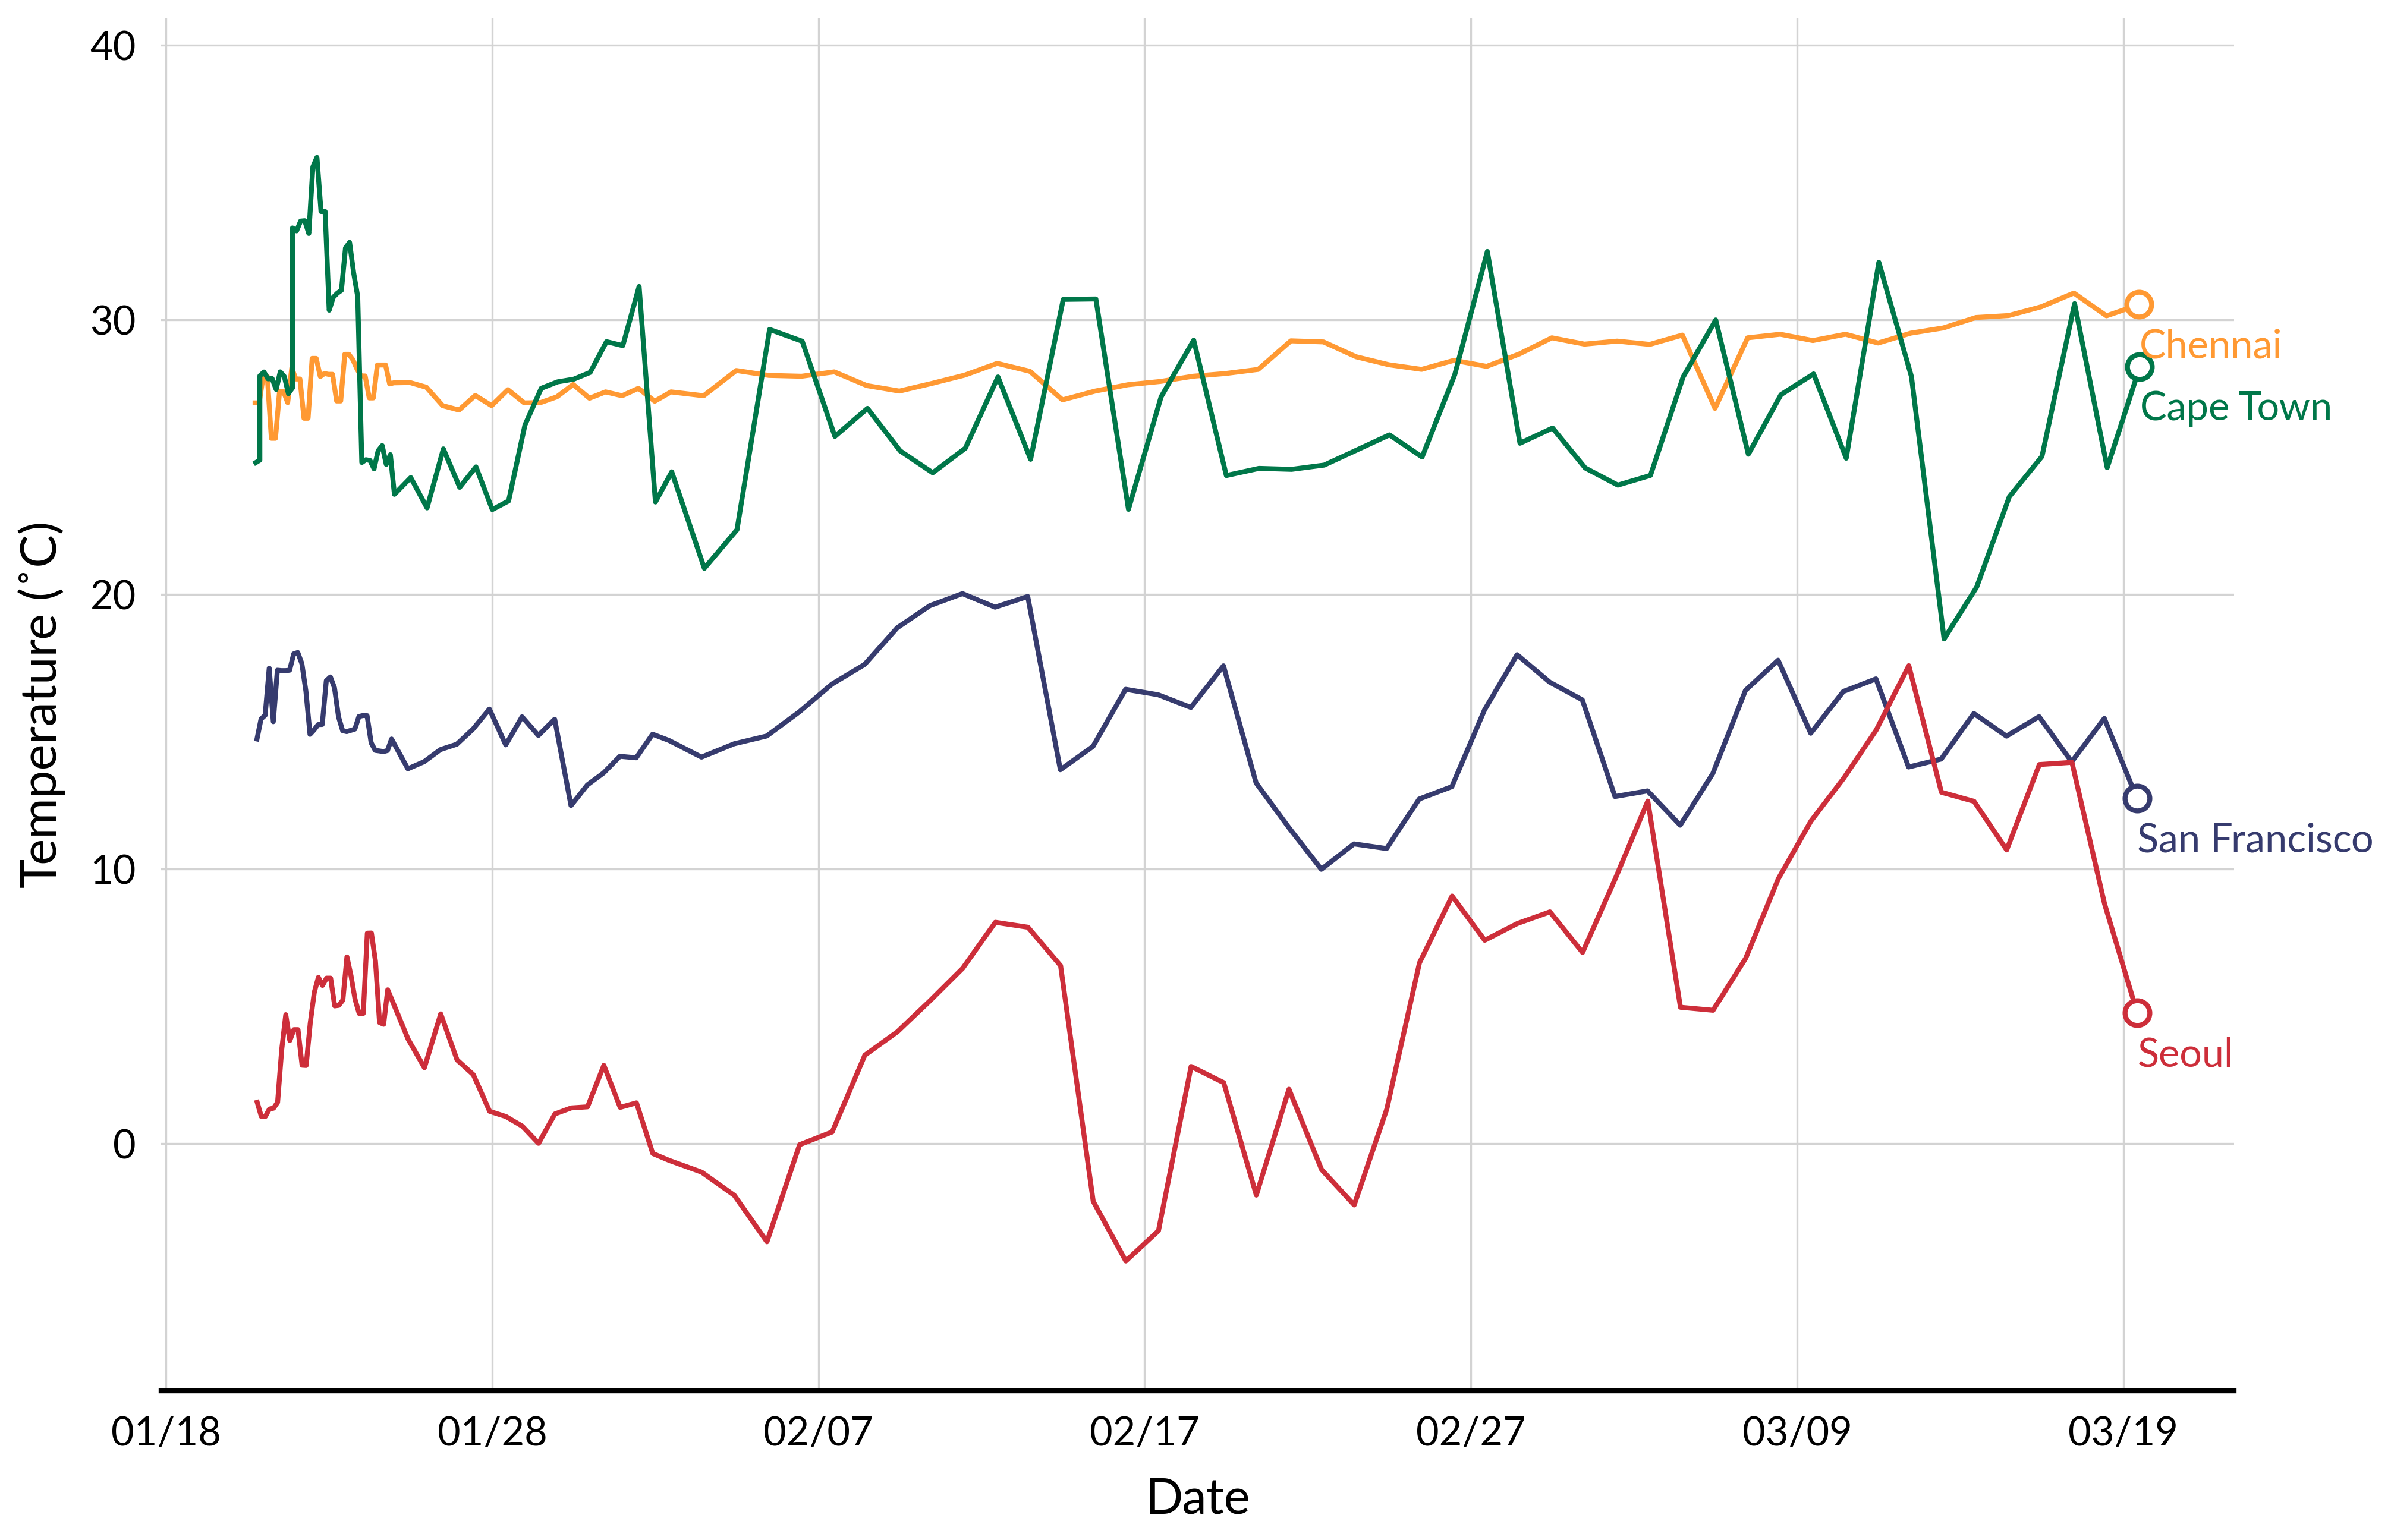 40
30
20
10
0
Temperature (°C)
Chennai
Cape Town
San Francisco
Seoul
01/18 01/28 02/07 02/17 02/27 03/09 03/19
Date